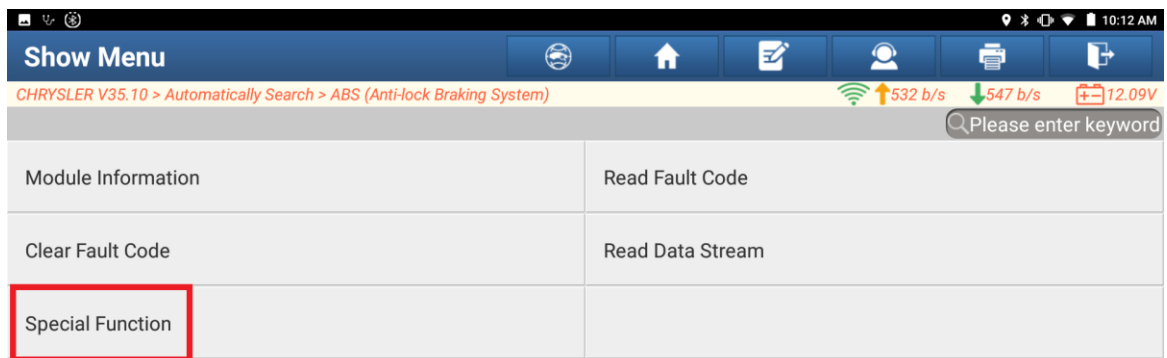 10:12 AM
Show Menu
CHRYSLER V35.10 > Automatically Search > ABS (Anti-lock Braking System) 532 b/s 547 b/s 12.09V
Please enter keyword
Module Information Read Fault Code
Clear Fault Code Read Data Stream
Special Function